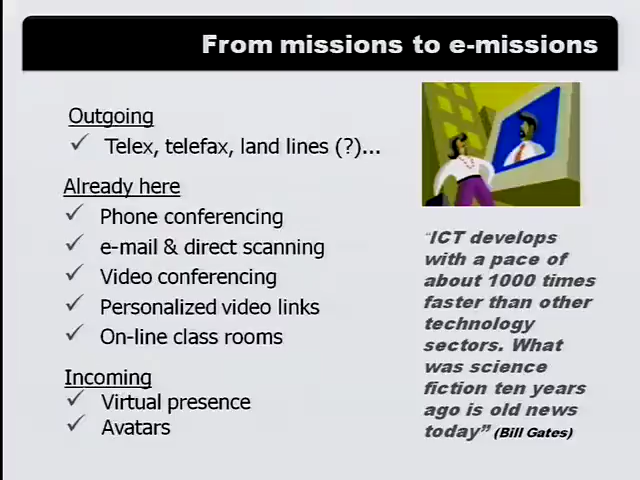 From missions to e-missions
Outgoing
Telex, telefax, land lines (?)...
Already here
Phone conferencing
e-mail & direct scanning
Video conferencing
Personalized video links
On-line class rooms
Incoming
Virtual presence
Avatars
“ICT develops
with a pace of
about 1000 times
faster than other
technology
sectors. What
was science
fiction ten years
ago is old news
today” (Bill Gates)